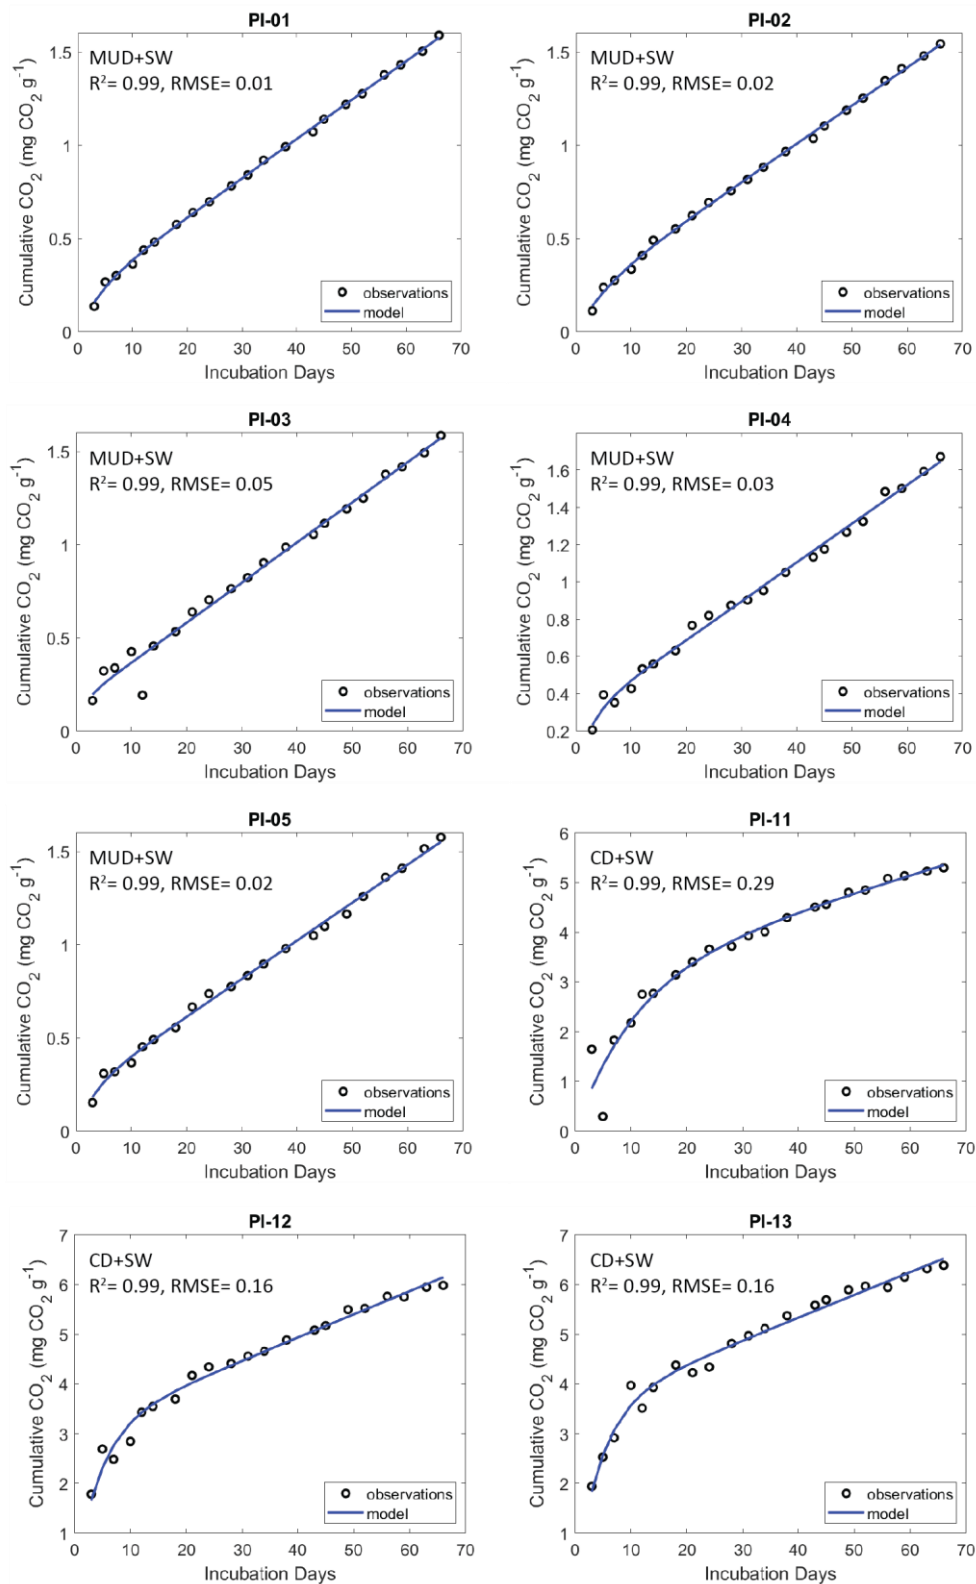 PI-01
MUD+SW
R²= 0.99, RMSE= 0.01
Cumulative CO₂ (mg CO₂ g⁻¹)
1.5
1
0.5
0
observations
model
0 10 20 30 40 50 60 70
Incubation Days
PI-02
MUD+SW
R²= 0.99, RMSE= 0.02
Cumulative CO₂ (mg CO₂ g⁻¹)
1.5
1
0.5
0
observations
model
0 10 20 30 40 50 60 70
Incubation Days
PI-03
MUD+SW
R²= 0.99, RMSE= 0.05
Cumulative CO₂ (mg CO₂ g⁻¹)
1.5
1
0.5
0
observations
model
0 10 20 30 40 50 60 70
Incubation Days
PI-04
MUD+SW
R²= 0.99, RMSE= 0.03
Cumulative CO₂ (mg CO₂ g⁻¹)
1.6
1.4
1.2
1
0.8
0.6
0.4
0.2
observations
model
0 10 20 30 40 50 60 70
Incubation Days
PI-05
MUD+SW
R²= 0.99, RMSE= 0.02
Cumulative CO₂ (mg CO₂ g⁻¹)
1.5
1
0.5
0
observations
model
0 10 20 30 40 50 60 70
Incubation Days
PI-11
CD+SW
R²= 0.99, RMSE= 0.29
Cumulative CO₂ (mg CO₂ g⁻¹)
6
5
4
3
2
1
0
observations
model
0 10 20 30 40 50 60 70
Incubation Days
PI-12
CD+SW
R²= 0.99, RMSE= 0.16
Cumulative CO₂ (mg CO₂ g⁻¹)
7
6
5
4
3
2
1
observations
model
0 10 20 30 40 50 60 70
Incubation Days
PI-13
CD+SW
R²= 0.99, RMSE= 0.16
Cumulative CO₂ (mg CO₂ g⁻¹)
7
6
5
4
3
2
1
observations
model
0 10 20 30 40 50 60 70
Incubation Days